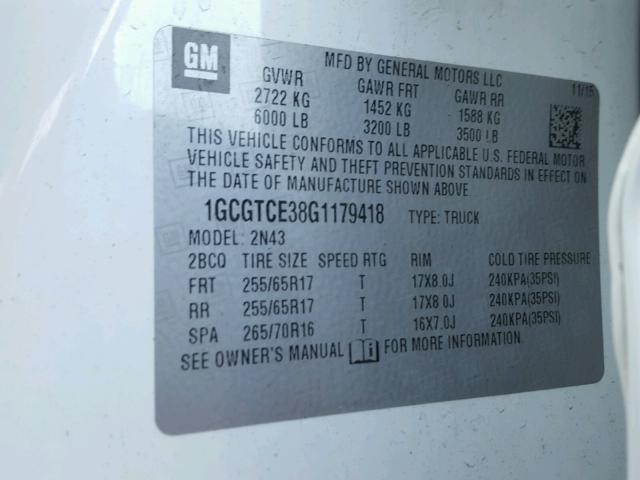 GM
MFD BY GENERAL MOTORS LLC
11/15
GVWR GAWR FRT GAWR RR
2722 KG 1452 KG 1588 KG
6000 LB 3200 LB 3500 LB
THIS VEHICLE CONFORMS TO ALL APPLICABLE U.S. FEDERAL MOTOR
VEHICLE SAFETY AND THEFT PREVENTION STANDARDS IN EFFECT ON
THE DATE OF MANUFACTURE SHOWN ABOVE.
1GCGTCE38G1179418 TYPE: TRUCK
MODEL: 2N43
2BCQ TIRE SIZE SPEED RTG RIM COLD TIRE PRESSURE
FRT 255/65R17 T 17X8.0J 240KPA(35PSI)
RR 255/65R17 T 17X8.0J 240KPA(35PSI)
SPA 265/70R16 T 16X7.0J 240KPA(35PSI)
SEE OWNER'S MANUAL i FOR MORE INFORMATION